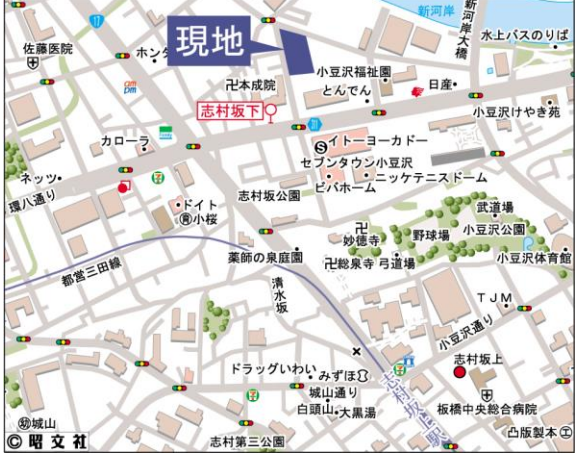 新河岸
新河岸大橋
水上バスのりば
17
佐藤医院
ホンダ
現地
am
pm
本成院
小豆沢福祉園
とんでん
日産
志村坂下
311
小豆沢けやき苑
カローラ
S イトーヨーカドー
セブンタウン小豆沢
ビバホーム
ニッケテニスドーム
ネッツ
環八通り
志村坂公園
ドイト
小桜
武道場
妙徳寺
野球場
小豆沢公園
都営三田線
薬師の泉庭園
総泉寺
弓道場
小豆沢体育館
清水坂
TJM
小豆沢通り
志村坂上
ドラッグいわい
みずほ
城山通り
白頭山
大黒湯
志村坂上駅
板橋中央総合病院
幼 城山
© 昭文社
志村第三公園
凸版製本